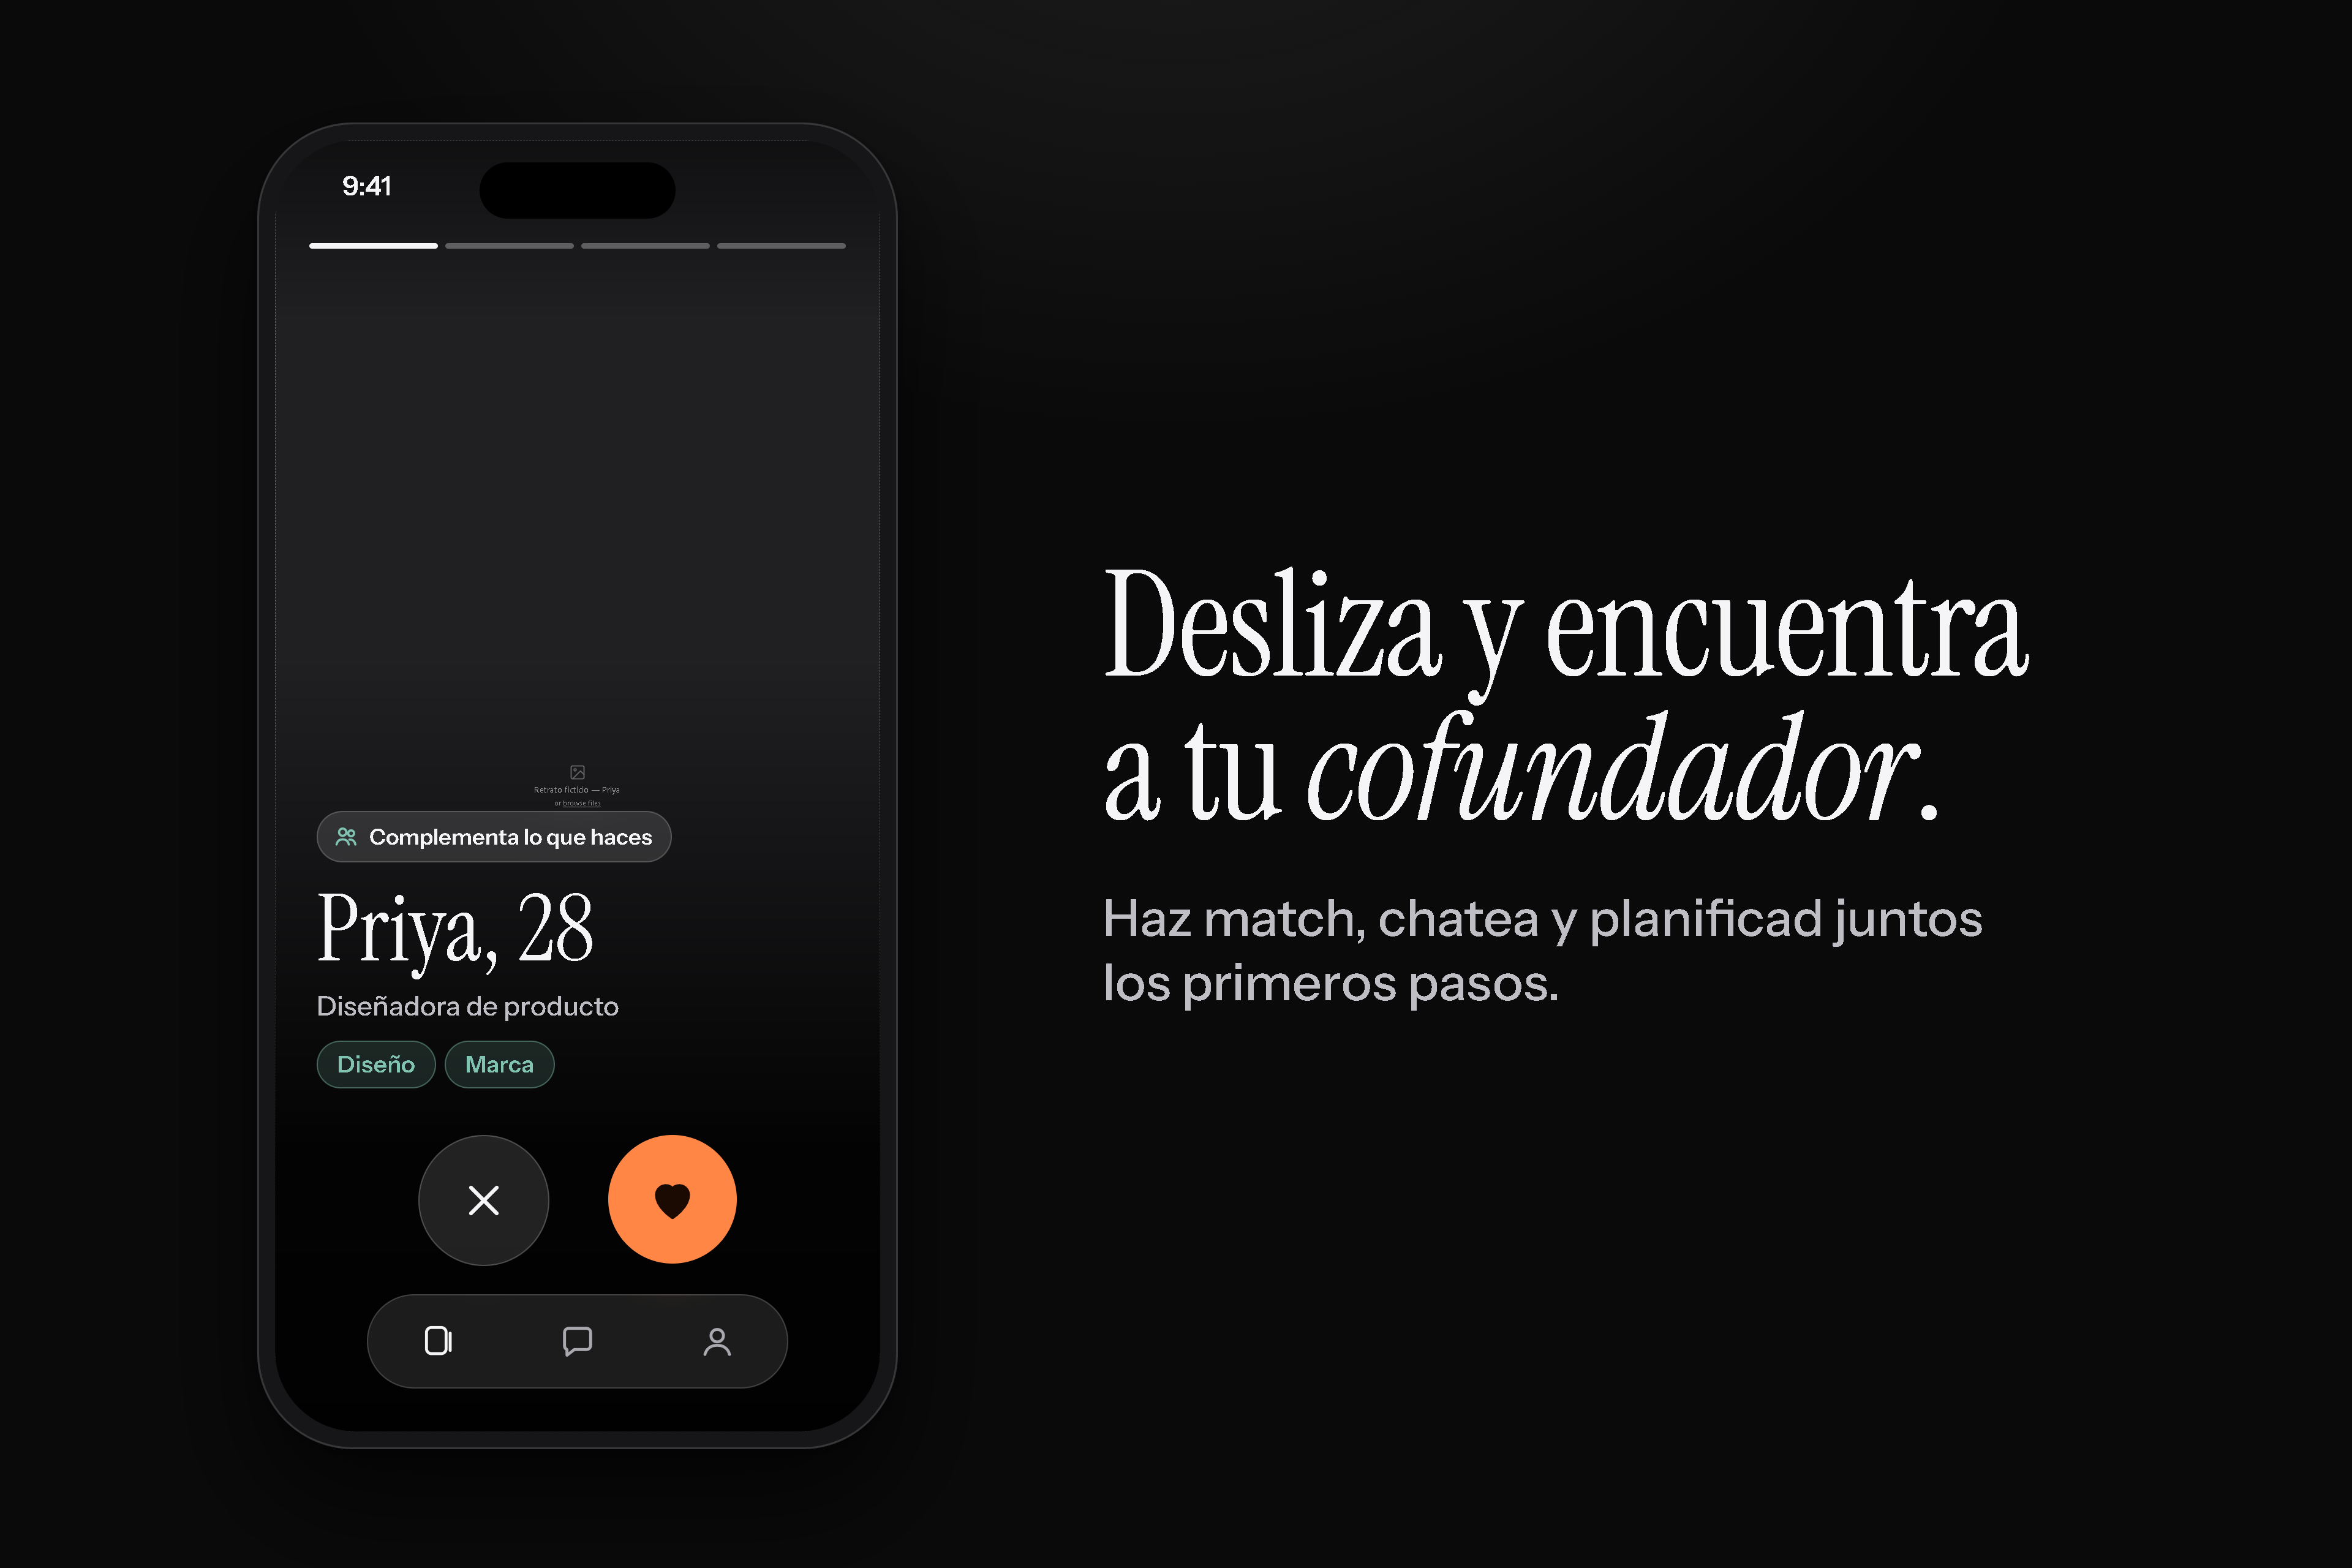 9:41
Retrato ficticio — Priya
or browse files
Complementa lo que haces
Priya, 28
Diseñadora de producto
Diseño
Marca
Desliza y encuentra
a tu cofundador.
Haz match, chatea y planificad juntos
los primeros pasos.